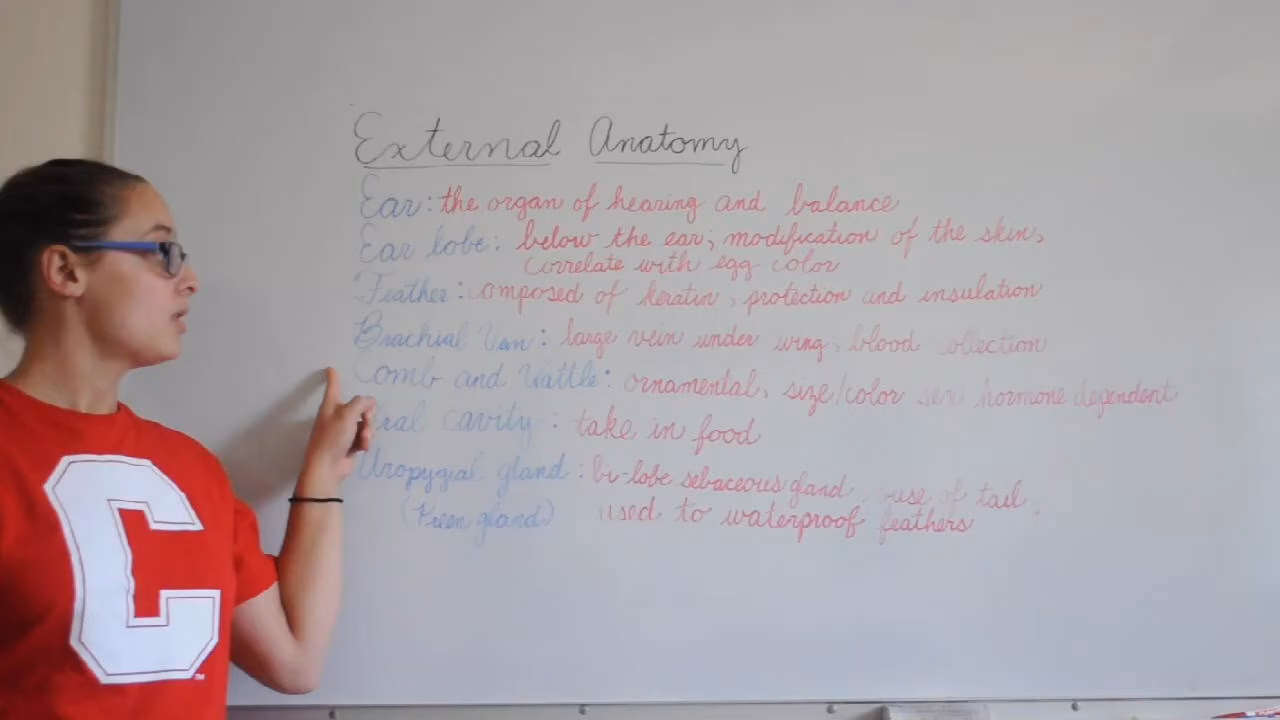 External Anatomy
Ear: the organ of hearing and balance
Ear lobe: below the ear; modification of the skin,
correlate with egg color
Feather: composed of keratin, protection and insulation
Brachial Vein: large vein under wing, blood collection
Comb and Wattle: ornamental, size/color sex hormone dependent
Oral cavity: take in food
Uropygial gland: bi-lobe sebaceous gland, base of tail,
(Preen gland) used to waterproof feathers
C
TM